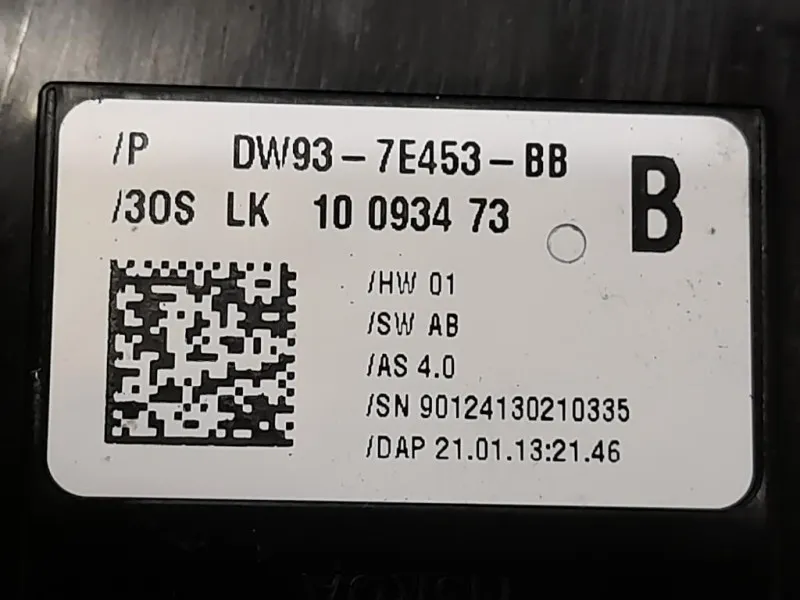 /P DW93-7E453-BB
/30S LK 10 0934 73
B
/HW 01
/SW AB
/AS 4.0
/SN 90124130210335
/DAP 21.01.13:21.46